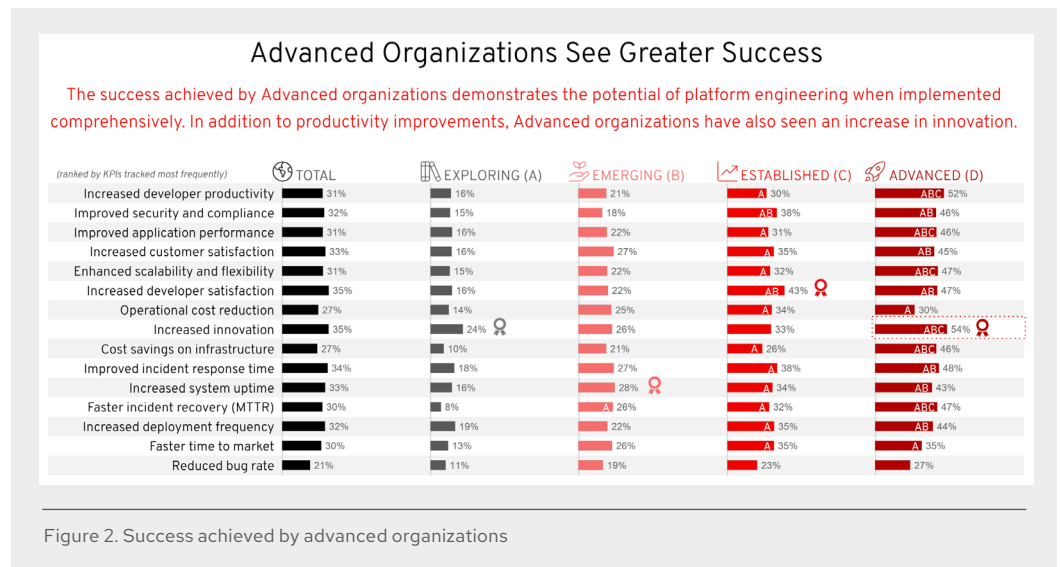 Advanced Organizations See Greater Success
The success achieved by Advanced organizations demonstrates the potential of platform engineering when implemented
comprehensively. In addition to productivity improvements, Advanced organizations have also seen an increase in innovation.
(ranked by KPIs tracked most frequently) TOTAL EXPLORING (A) EMERGING (B) ESTABLISHED (C) ADVANCED (D)
Increased developer productivity 31% 16% 21% A 30% ABC 52%
Improved security and compliance 32% 15% 18% AB 38% AB 46%
Improved application performance 31% 16% 22% A 31% ABC 46%
Increased customer satisfaction 33% 16% 27% A 35% AB 45%
Enhanced scalability and flexibility 31% 15% 22% A 32% ABC 47%
Increased developer satisfaction 35% 16% 22% AB 43% AB 47%
Operational cost reduction 27% 14% 25% A 34% A 30%
Increased innovation 35% 24% 26% 33% ABC 54%
Cost savings on infrastructure 27% 10% 21% A 26% ABC 46%
Improved incident response time 34% 18% 27% A 38% AB 48%
Increased system uptime 33% 16% 28% A 34% AB 43%
Faster incident recovery (MTTR) 30% 8% A 26% A 32% ABC 47%
Increased deployment frequency 32% 19% 22% A 35% AB 44%
Faster time to market 30% 13% 26% A 35% A 35%
Reduced bug rate 21% 11% 19% 23% 27%
Figure 2. Success achieved by advanced organizations